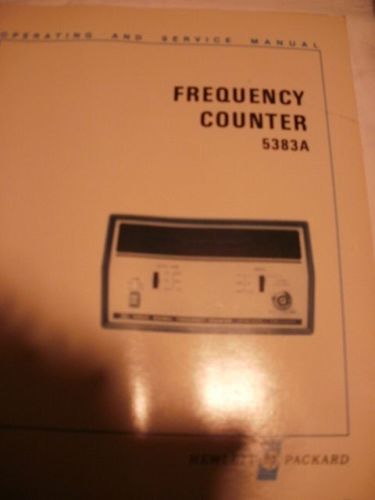 OPERATING AND SERVICE MANUAL
FREQUENCY
COUNTER
5383A
HEWLETT PACKARD